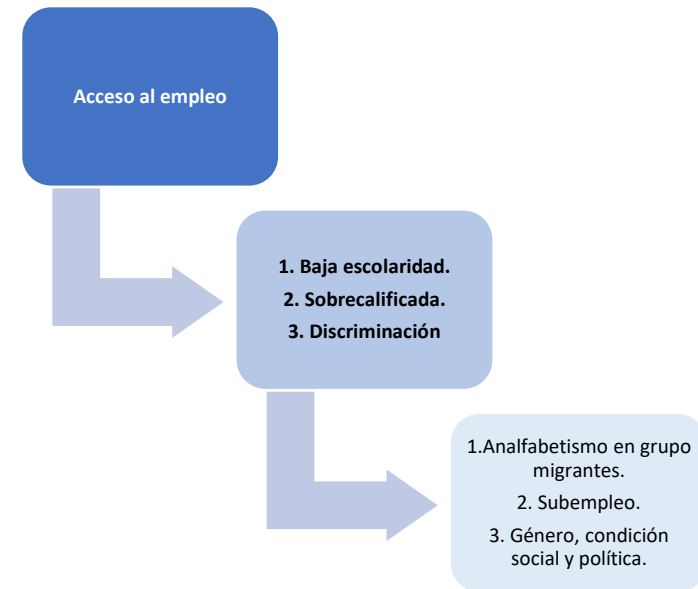 Acceso al empleo
1. Baja escolaridad.
2. Sobrecalificada.
3. Discriminación
1.Analfabetismo en grupo
migrantes.
2. Subempleo.
3. Género, condición
social y política.